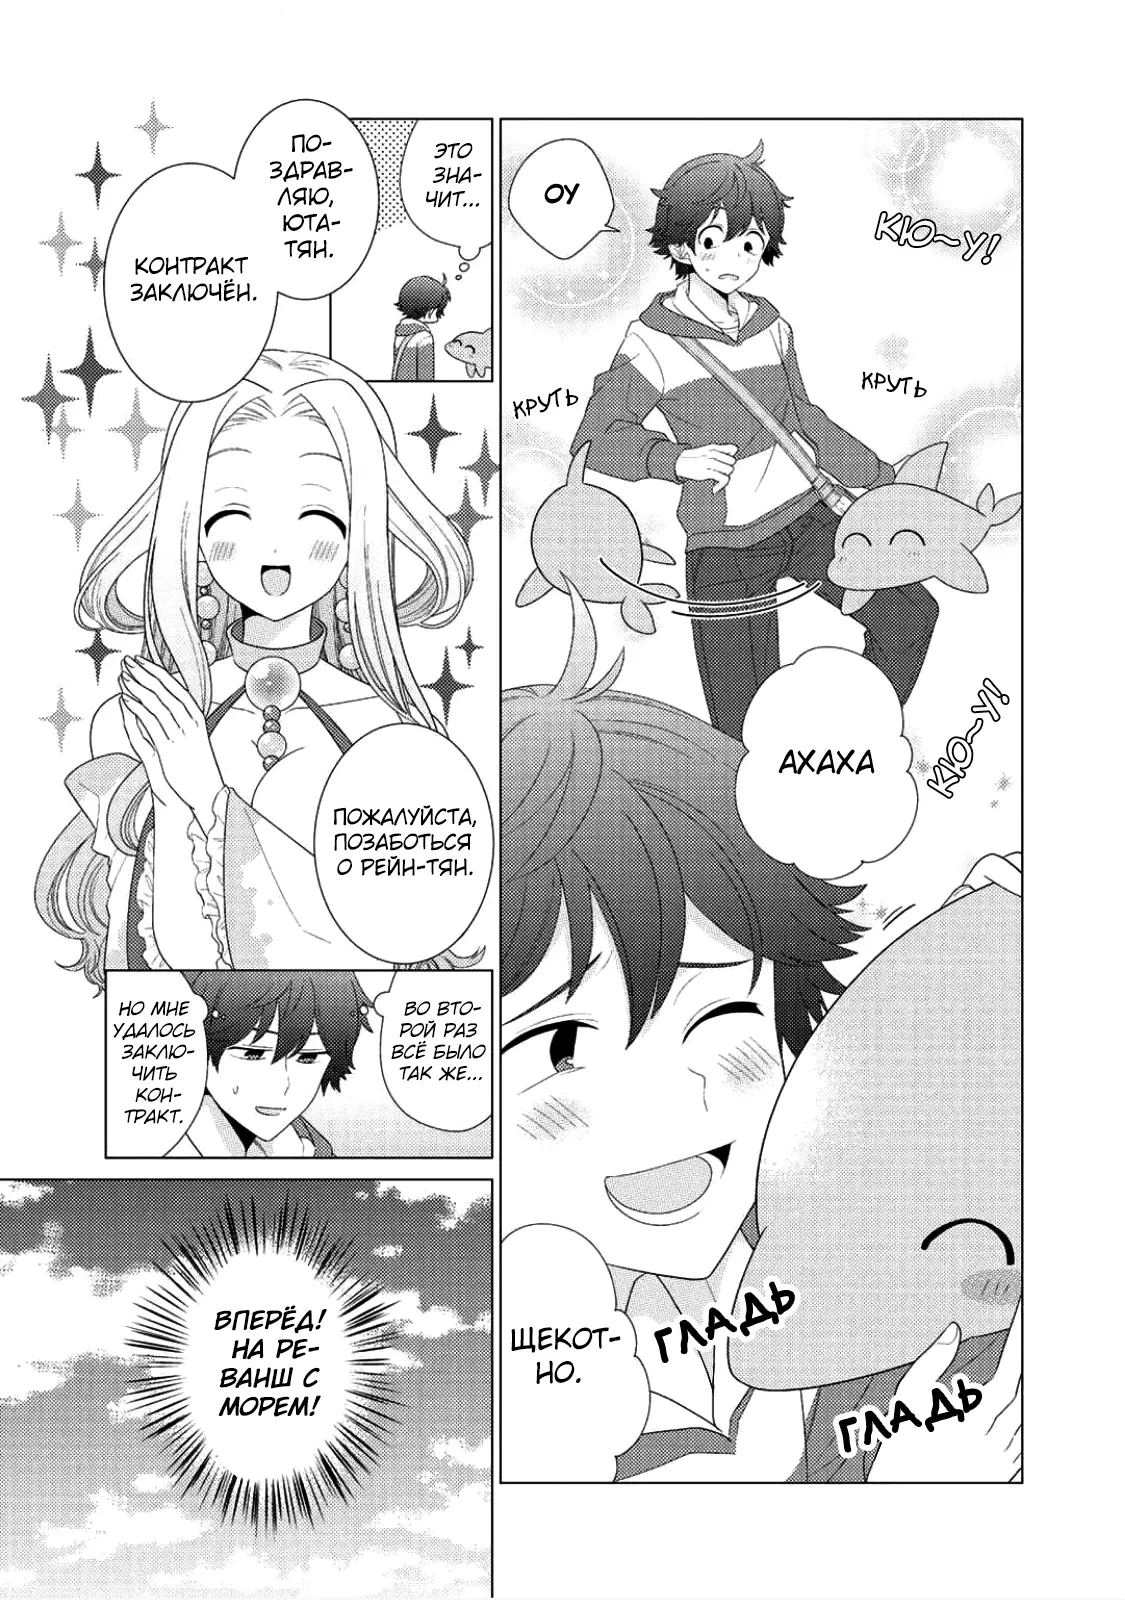 ОУ
КЮ~У!
КРУТЬ
КРУТЬ
АХАХА
КЮ~У!
ЩЕКОТ-
НО.
ГЛАДЬ
ГЛАДЬ
ЭТО
ЗНА-
ЧИТ...
ПО-
ЗДРАВ-
ЛЯЮ,
ЮТА-
ТЯН.
КОНТРАКТ
ЗАКЛЮЧЁН.
ПОЖАЛУЙСТА,
ПОЗАБОТЬСЯ
О РЕЙН-ТЯН.
ВО ВТО-
РОЙ РАЗ
ВСЁ БЫЛО
ТАК ЖЕ...
НО МНЕ
УДАЛОСЬ
ЗАКЛЮ-
ЧИТЬ
КОН-
ТРАКТ.
ВПЕРЁД!
НА РЕ-
ВАНШ С
МОРЕМ!